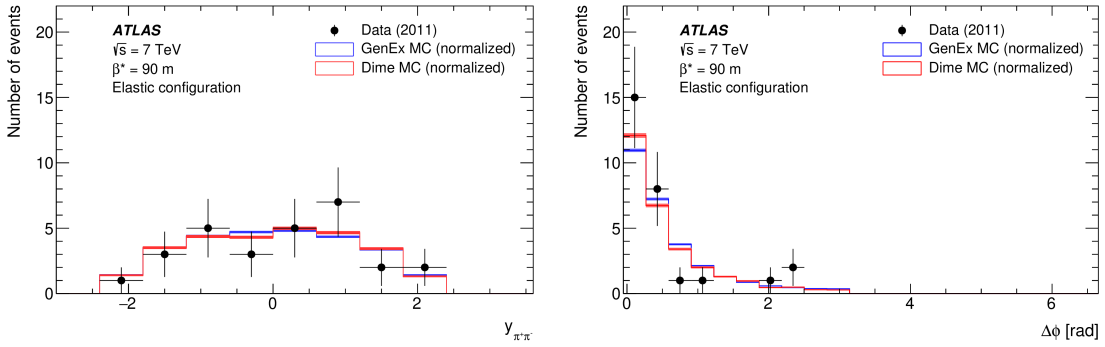 Number of events
20
15
10
5
0
ATLAS
√s = 7 TeV
β* = 90 m
Elastic configuration
Data (2011)
GenEx MC (normalized)
Dime MC (normalized)
−2 0 2
y π⁺π⁻
Number of events
20
15
10
5
0
ATLAS
√s = 7 TeV
β* = 90 m
Elastic configuration
Data (2011)
GenEx MC (normalized)
Dime MC (normalized)
0 2 4 6
Δϕ [rad]